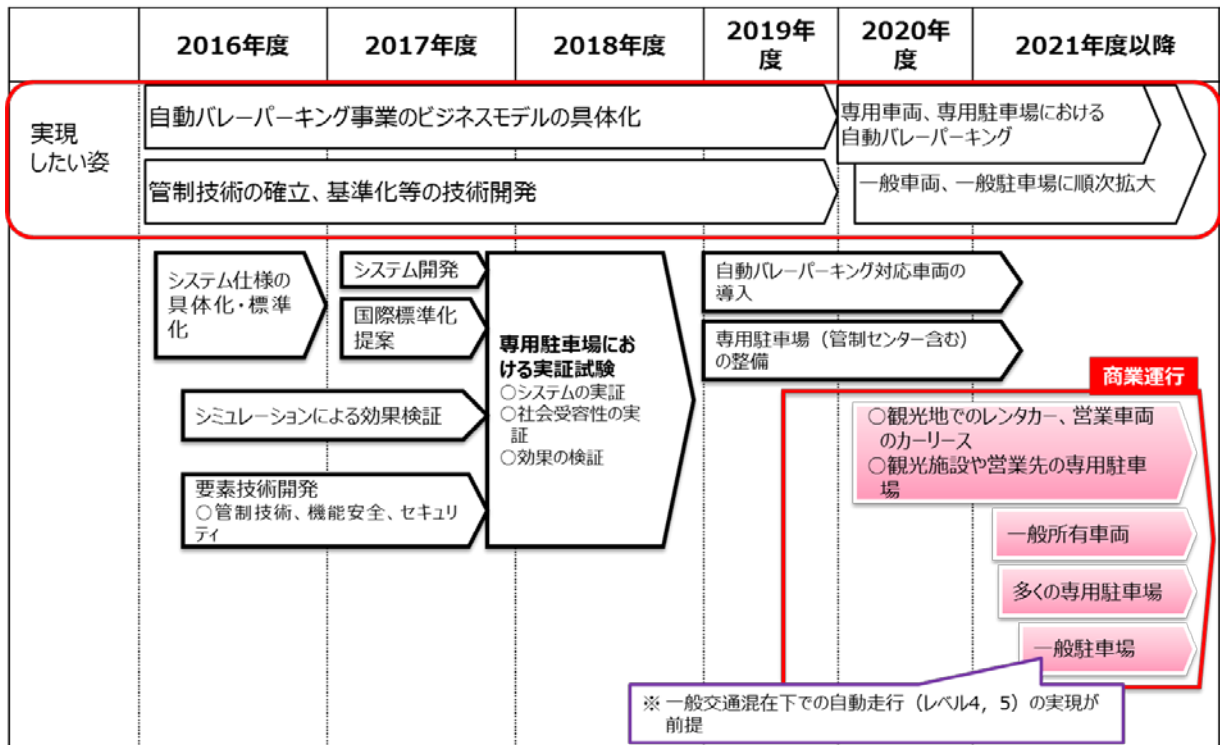 2016年度
2017年度
2018年度
2019年
度
2020年
度
2021年度以降
実現
したい姿
自動バレーパーキング事業のビジネスモデルの具体化
専用車両、専用駐車場における
自動バレーパーキング
管制技術の確立、基準化等の技術開発
一般車両、一般駐車場に順次拡大
システム仕様の
具体化・標準
化
システム開発
国際標準化
提案
シミュレーションによる効果検証
要素技術開発
○管制技術、機能安全、セキュリ
ティ
専用駐車場にお
ける実証試験
○システムの実証
○社会受容性の実
証
○効果の検証
自動バレーパーキング対応車両の
導入
専用駐車場（管制センター含む）
の整備
商業運行
○観光地でのレンタカー、営業車両
のカーリース
○観光施設や営業先の専用駐車
場
一般所有車両
多くの専用駐車場
一般駐車場
※ 一般交通混在下での自動走行（レベル4，5）の実現が
前提